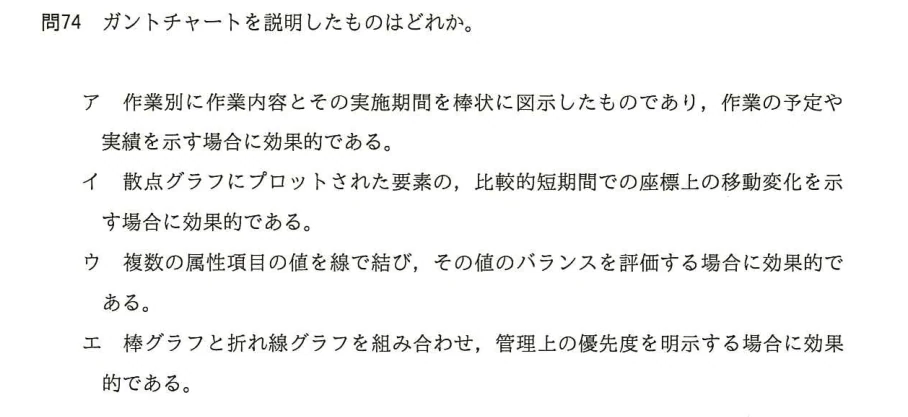 問74　ガントチャートを説明したものはどれか。
ア　作業別に作業内容とその実施期間を棒状に図示したものであり，作業の予定や
実績を示す場合に効果的である。
イ　散点グラフにプロットされた要素の，比較的短期間での座標上の移動変化を示
す場合に効果的である。
ウ　複数の属性項目の値を線で結び，その値のバランスを評価する場合に効果的で
ある。
エ　棒グラフと折れ線グラフを組み合わせ，管理上の優先度を明示する場合に効果
的である。